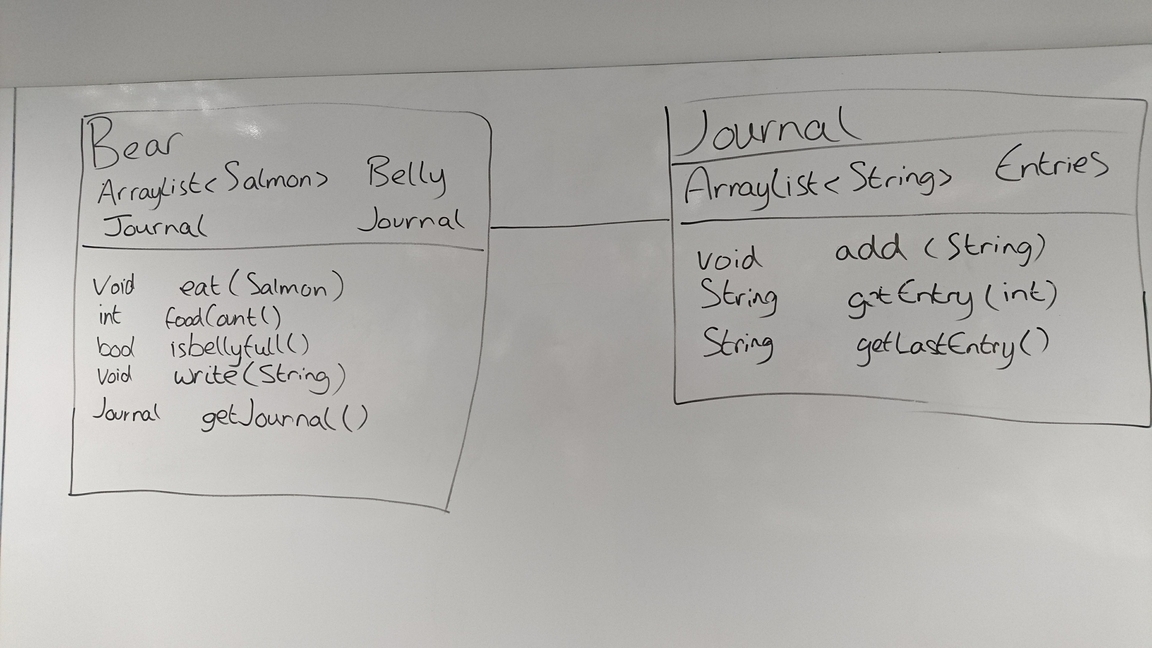 Bear
ArrayList<Salmon> Belly
Journal Journal
Void eat(Salmon)
int foodCount()
bool isbellyfull()
Void write(String)
Journal getJournal()
Journal
ArrayList<String> Entries
void add (String)
String getEntry(int)
String getLastEntry()